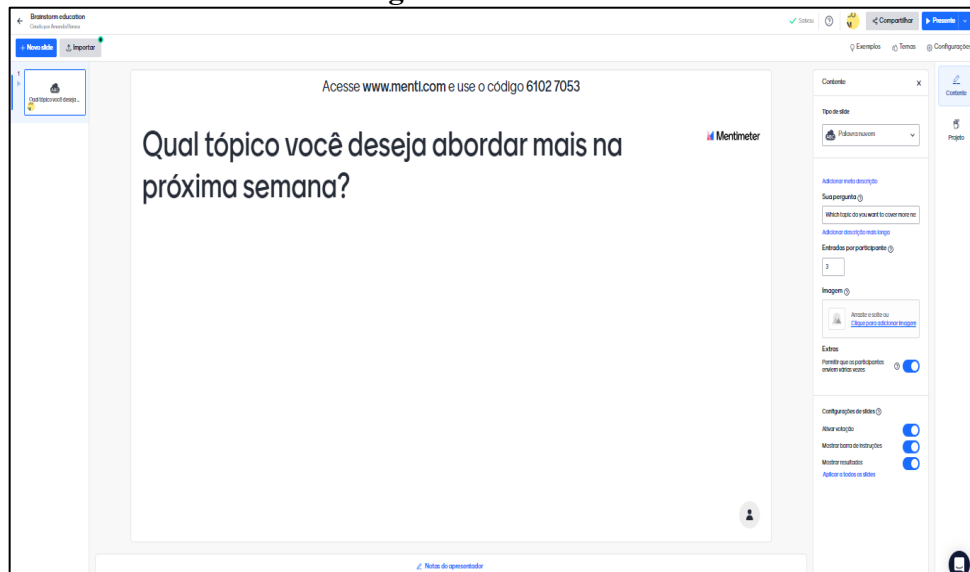 Brainstorm education
Salvou
Compartilhar
Presente
Novo slide
Importar
Exemplos
Temas
Configurações
1
Qual tópico você deseja...
Acesse www.menti.com e use o código 6102 7053
Qual tópico você deseja abordar mais na
próxima semana?
Mentimeter
Notas do apresentador
Conteúdo
Tipo de slide
Palavra nuvem
Adicionar meta descrição
Sua pergunta
Which topic do you want to cover more ne
Adicionar descrição mais longa
Entradas por participante
3
Imagem
Arraste e solte ou
Clique para adicionar imagem
Extras
Permitir que os participantes
enviem várias vezes
Configurações de slides
Ativar votação
Mostrar barra de instruções
Mostrar resultados
Aplicar a todos os slides
Conteúdo
Projeto